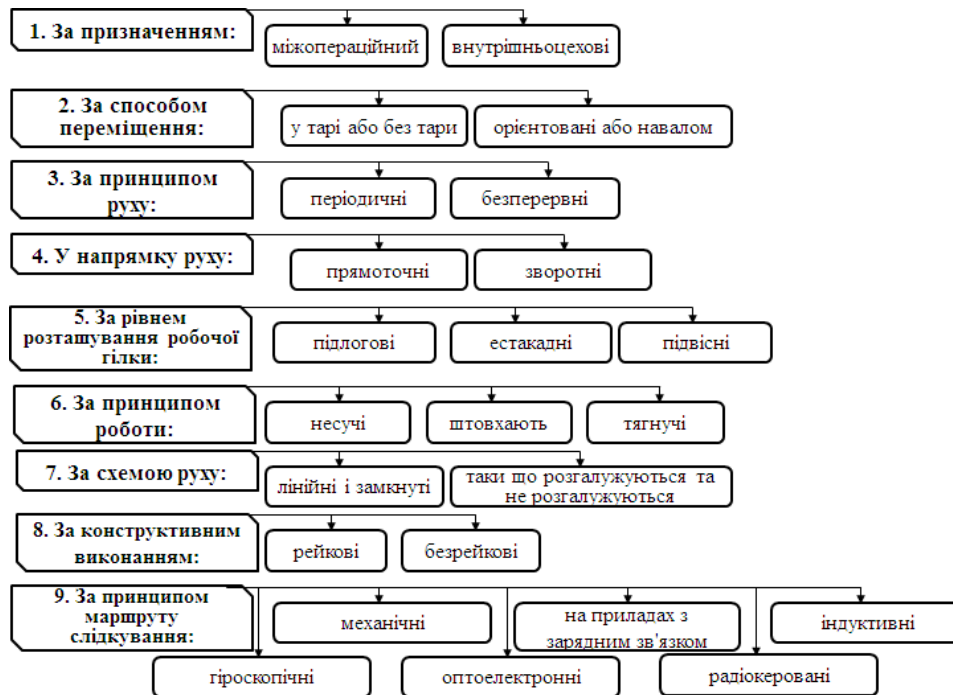 1. За призначенням:
міжопераційний
внутрішньоцехові
2. За способом
переміщення:
у тарі або без тари
орієнтовані або навалом
3. За принципом
руху:
періодичні
безперервні
4. У напрямку руху:
прямоточні
зворотні
5. За рівнем
розташування робочої
гілки:
підлогові
естакадні
підвісні
6. За принципом
роботи:
несучі
штовхають
тягнучі
7. За схемою руху:
лінійні і замкнуті
таки що розгалужуються та
не розгалужуються
8. За конструктивним
виконанням:
рейкові
безрейкові
9. За принципом
маршруту
слідкування:
механічні
на приладах з
зарядним зв'язком
індуктивні
гіроскопічні
оптоелектронні
радіокеровані